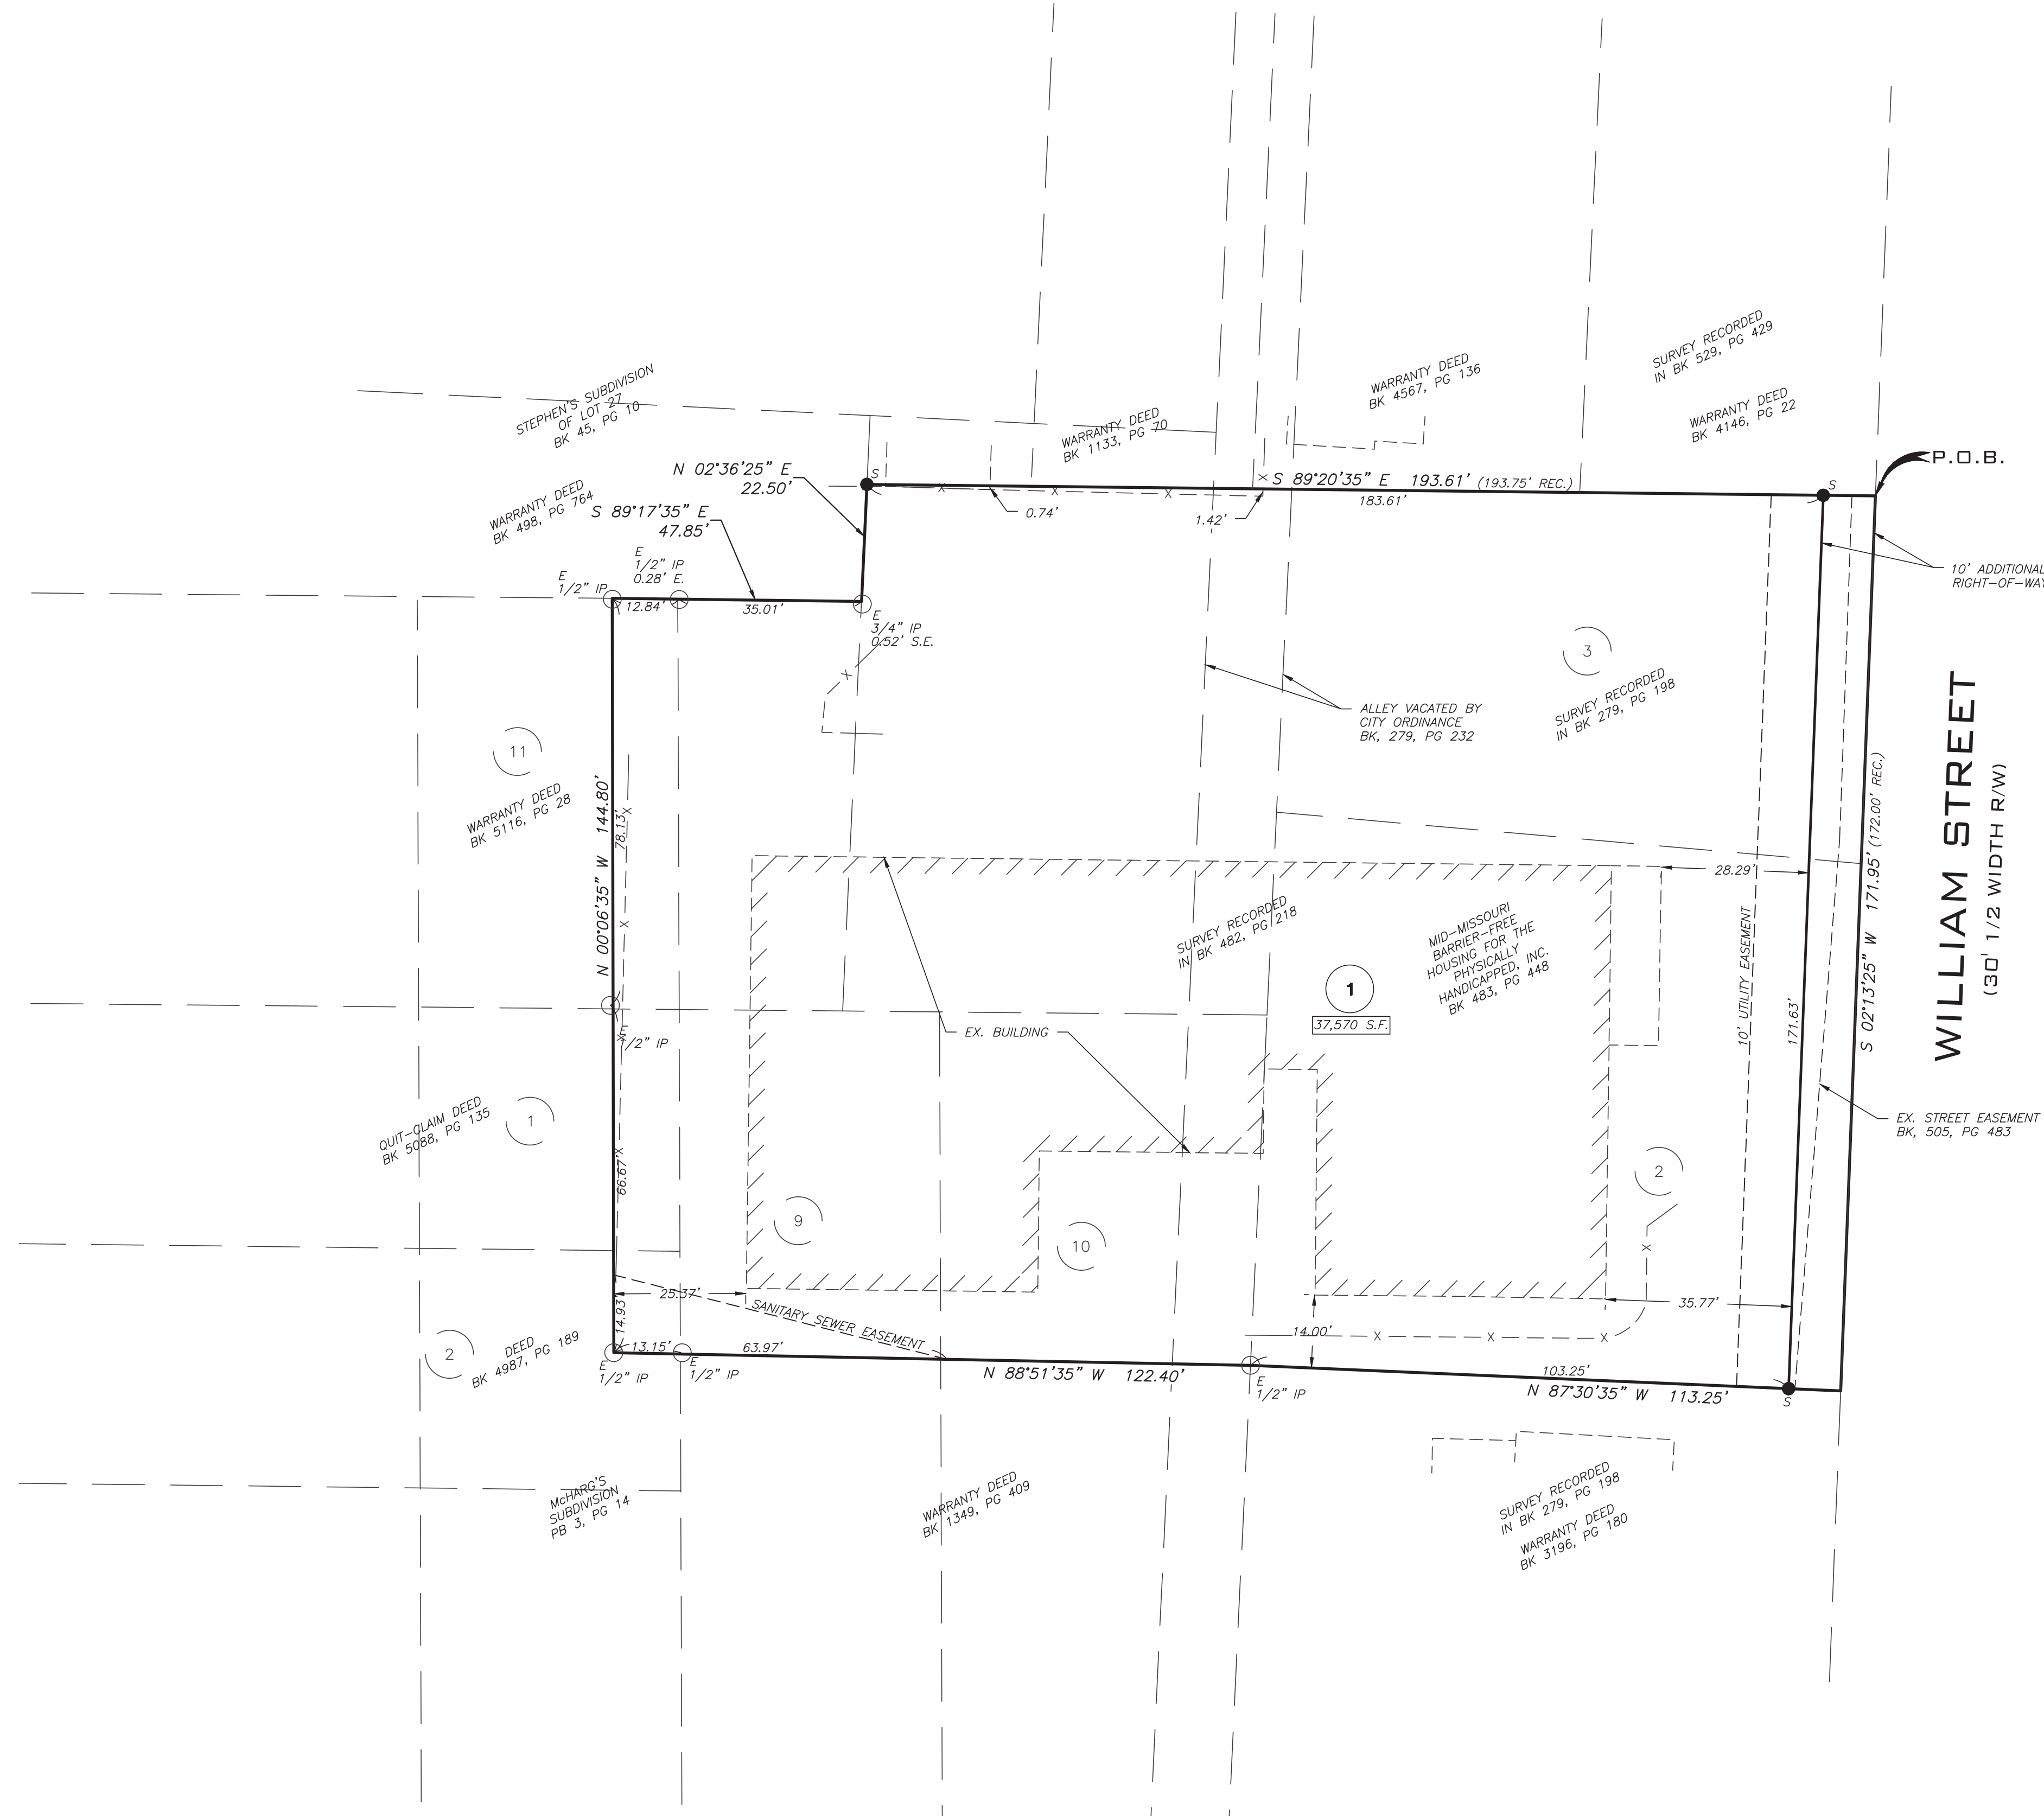 STEPHEN'S SUBDIVISION
OF LOT 27
BK 45, PG 10
WARRANTY DEED
BK 1133, PG 70
WARRANTY DEED
BK 4567, PG 136
SURVEY RECORDED
IN BK 529, PG 429
WARRANTY DEED
BK 4146, PG 22
P.O.B.
N 02°36'25" E
22.50'
S
S 89°20'35" E 193.61' (193.75' REC.)
183.61'
S
WARRANTY DEED
BK 498, PG 764
S 89°17'35" E
47.85'
0.74'
1.42'
E
1/2" IP
0.28' E.
E
1/2" IP
12.84'
35.01'
E
3/4" IP
0.52' S.E.
10' ADDITIONAL
RIGHT-OF-WAY
3
SURVEY RECORDED
IN BK 279, PG 198
ALLEY VACATED BY
CITY ORDINANCE
BK, 279, PG 232
WILLIAM STREET
(30' 1/2 WIDTH R/W)
S 02°13'25" W 171.95' (172.00' REC.)
11
WARRANTY DEED
BK 5116, PG 28
N 00°06'35" W 144.80'
78.13'
28.29'
SURVEY RECORDED
IN BK 482, PG 218
MID-MISSOURI
BARRIER-FREE
HOUSING FOR THE
PHYSICALLY
HANDICAPPED, INC.
BK 483, PG 448
1
37,570 S.F.
10' UTILITY EASEMENT
171.63'
EX. BUILDING
E
1/2" IP
QUIT-CLAIM DEED
BK 5088, PG 135
1
66.67'
EX. STREET EASEMENT
BK, 505, PG 483
2
9
10
25.37'
SANITARY SEWER EASEMENT
14.93'
35.77'
14.00'
2
DEED
BK 4987, PG 189
13.15'
63.97'
E
1/2" IP
E
1/2" IP
N 88°51'35" W 122.40'
E
1/2" IP
103.25'
N 87°30'35" W 113.25'
S
McHARG'S
SUBDIVISION
PB 3, PG 14
WARRANTY DEED
BK 1349, PG 409
SURVEY RECORDED
IN BK 279, PG 198
WARRANTY DEED
BK 3196, PG 180